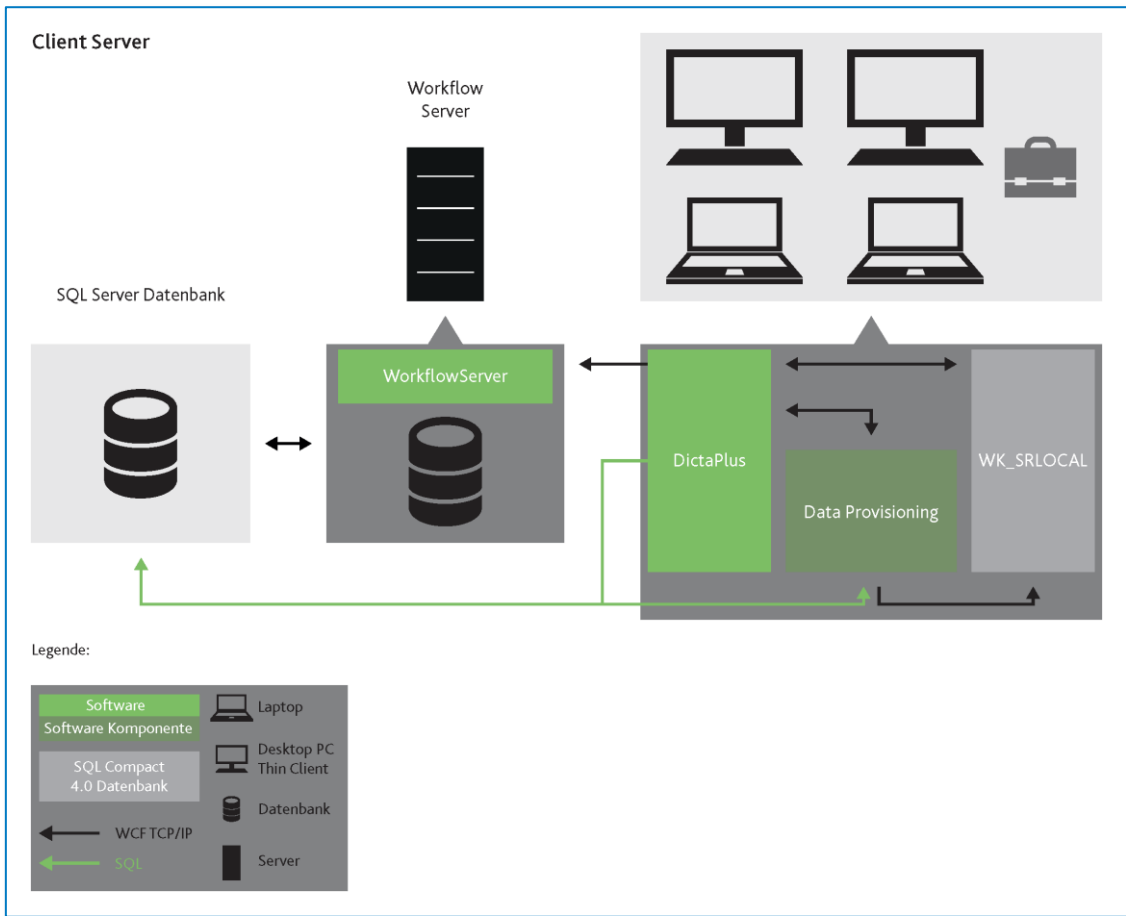 Client Server
Workflow
Server
SQL Server Datenbank
WorkflowServer
DictaPlus
Data Provisioning
WK_SRLOCAL
Legende:
Software
Software Komponente
SQL Compact
4.0 Datenbank
WCF TCP/IP
SQL
Laptop
Desktop PC
Thin Client
Datenbank
Server